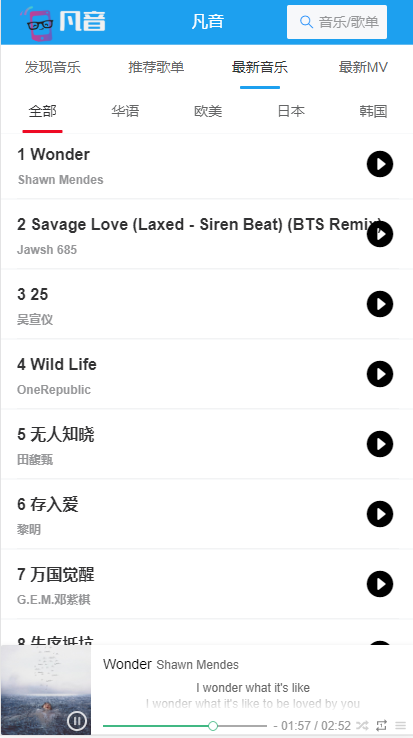 凡音
凡音
音乐/歌单
发现音乐
推荐歌单
最新音乐
最新MV
全部
华语
欧美
日本
韩国
1 Wonder
Shawn Mendes
2 Savage Love (Laxed - Siren Beat) (BTS Remix)
Jawsh 685
3 25
吴宣仪
4 Wild Life
OneRepublic
5 无人知晓
田馥甄
6 存入爱
黎明
7 万国觉醒
G.E.M.邓紫棋
Wonder Shawn Mendes
I wonder what it's like
I wonder what it's like to be loved by you
- 01:57 / 02:52